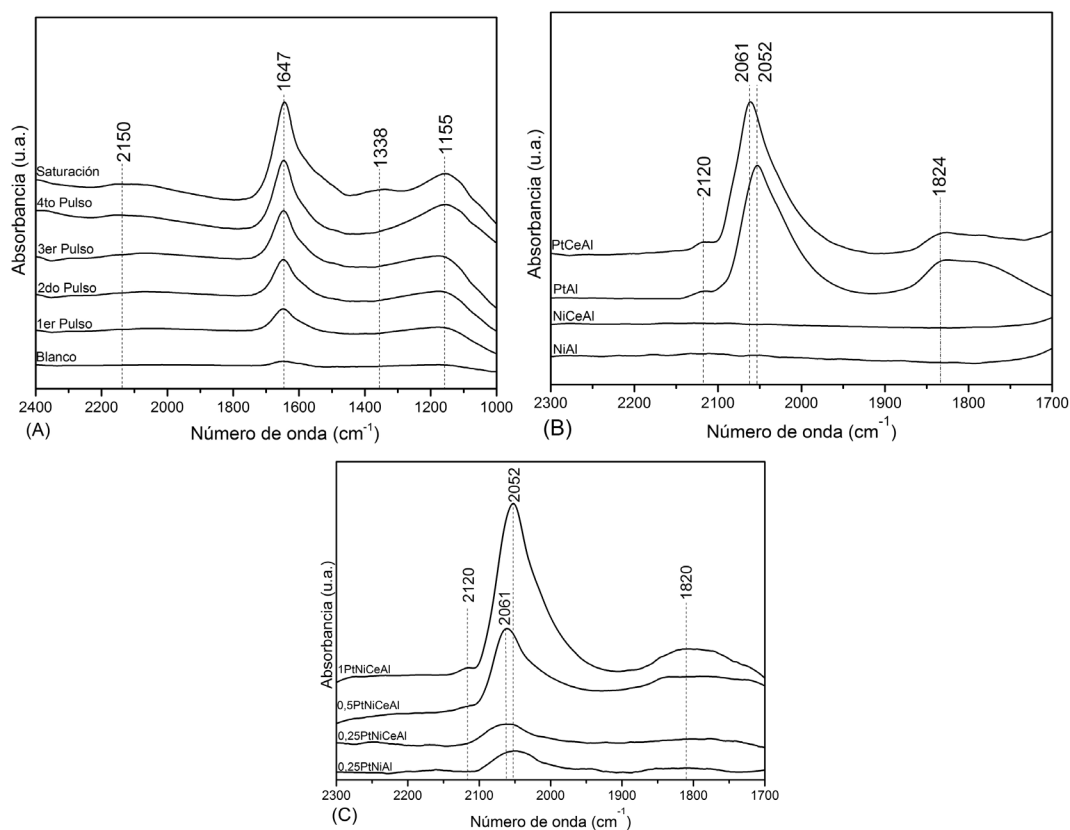 2150
1647
1338
1155
Saturación
4to Pulso
3er Pulso
2do Pulso
1er Pulso
Blanco
Absorbancia (u.a.)
2400 2200 2000 1800 1600 1400 1200 1000
(A)
Número de onda (cm⁻¹)
2120
2061
2052
1824
PtCeAl
PtAl
NiCeAl
NiAl
Absorbancia (u.a.)
2300 2200 2100 2000 1900 1800 1700
(B)
Número de onda (cm⁻¹)
2120
2061
2052
1820
1PtNiCeAl
0,5PtNiCeAl
0,25PtNiCeAl
0,25PtNiAl
Absorbancia (u.a.)
2300 2200 2100 2000 1900 1800 1700
(C)
Número de onda (cm⁻¹)